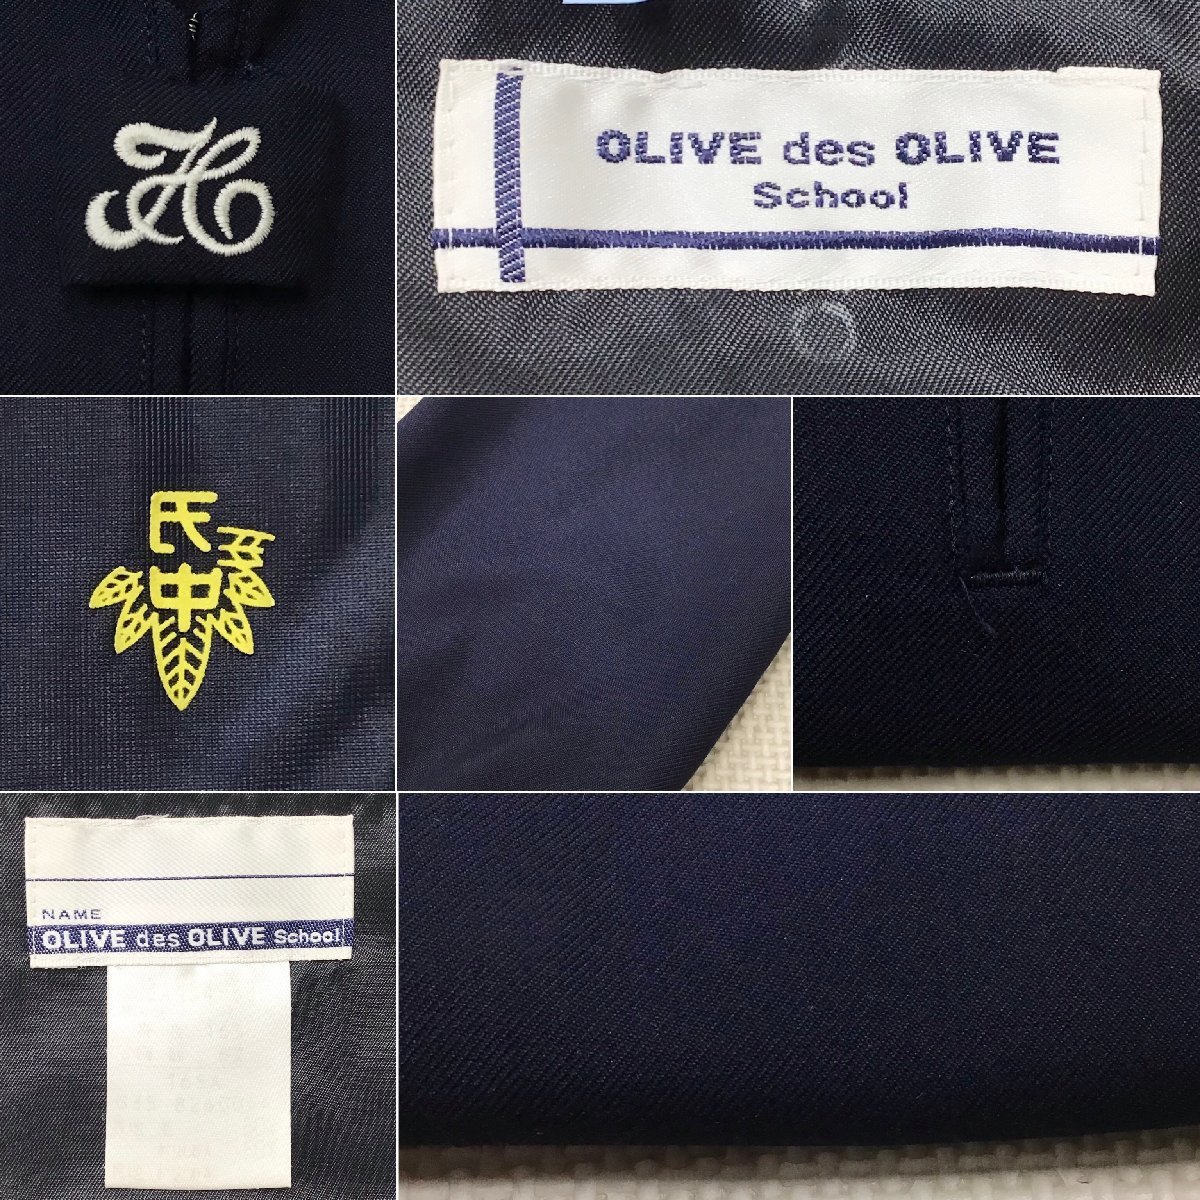 H
OLIVE des OLIVE
School
氏
中
NAME
OLIVE des OLIVE School